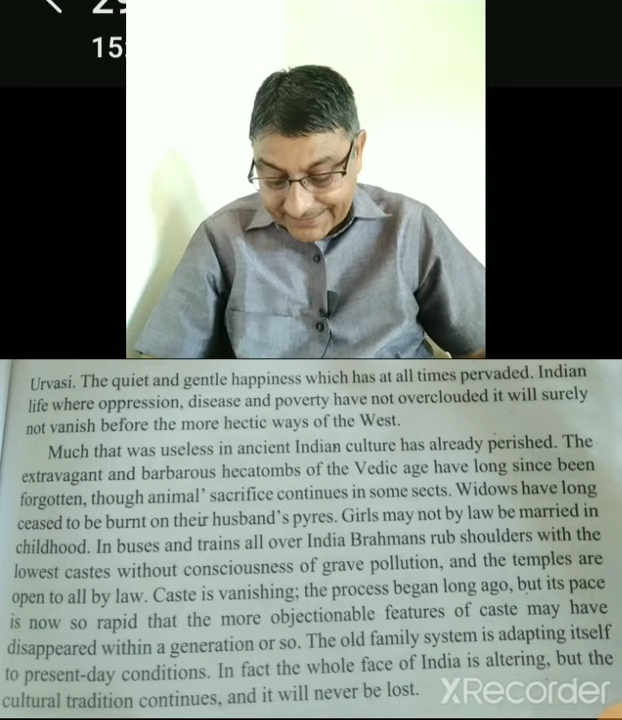 15:
Urvasi. The quiet and gentle happiness which has at all times pervaded. Indian
life where oppression, disease and poverty have not overclouded it will surely
not vanish before the more hectic ways of the West.
Much that was useless in ancient Indian culture has already perished. The
extravagant and barbarous hecatombs of the Vedic age have long since been
forgotten, though animal’ sacrifice continues in some sects. Widows have long
ceased to be burnt on their husband’s pyres. Girls may not by law be married in
childhood. In buses and trains all over India Brahmans rub shoulders with the
lowest castes without consciousness of grave pollution, and the temples are
open to all by law. Caste is vanishing; the process began long ago, but its pace
is now so rapid that the more objectionable features of caste may have
disappeared within a generation or so. The old family system is adapting itself
to present-day conditions. In fact the whole face of India is altering, but the
cultural tradition continues, and it will never be lost.
XRecorder